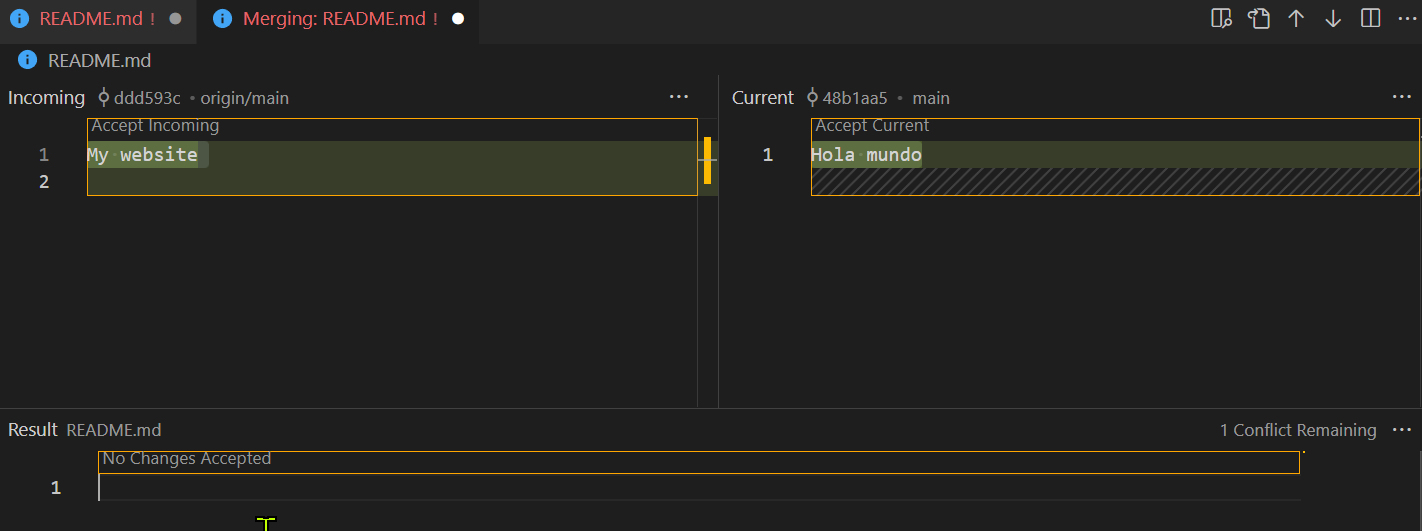 README.md !
Merging: README.md !
README.md
Incoming ddd593c • origin/main
Accept Incoming
1 My website
2
Current 48b1aa5 • main
Accept Current
1 Hola mundo
Result README.md
1 Conflict Remaining
No Changes Accepted
1